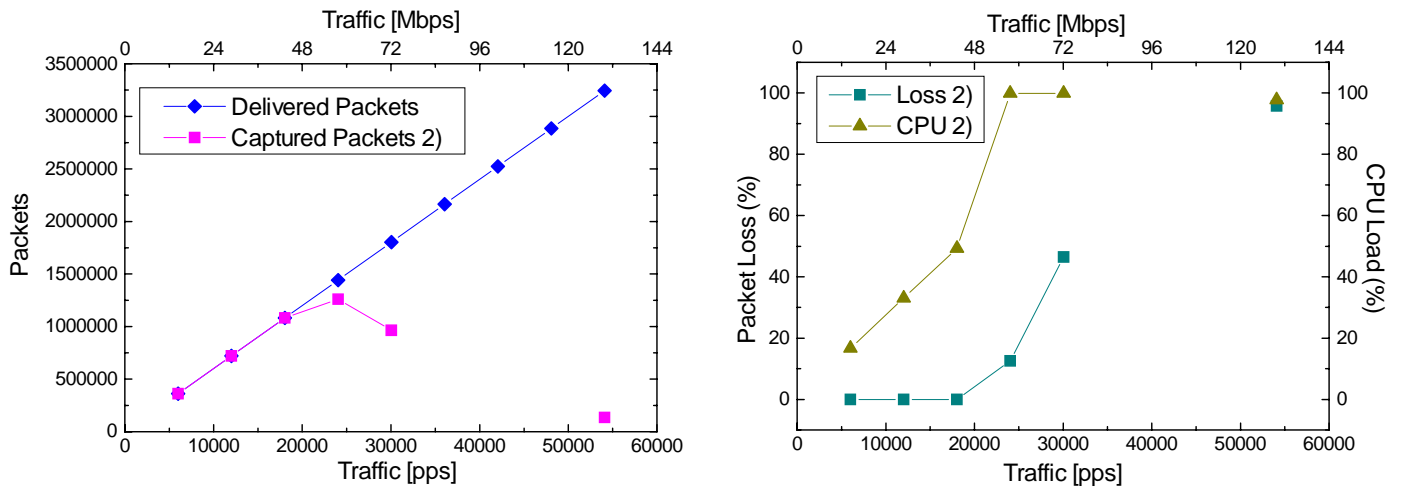 Traffic [Mbps]
0 24 48 72 96 120 144
3500000
3000000
2500000
2000000
1500000
1000000
500000
0
Packets
Delivered Packets
Captured Packets 2)
0 10000 20000 30000 40000 50000 60000
Traffic [pps]
Traffic [Mbps]
0 24 48 72 96 120 144
100
80
60
40
20
0
Packet Loss (%)
Loss 2)
CPU 2)
100
80
60
40
20
0
CPU Load (%)
0 10000 20000 30000 40000 50000 60000
Traffic [pps]